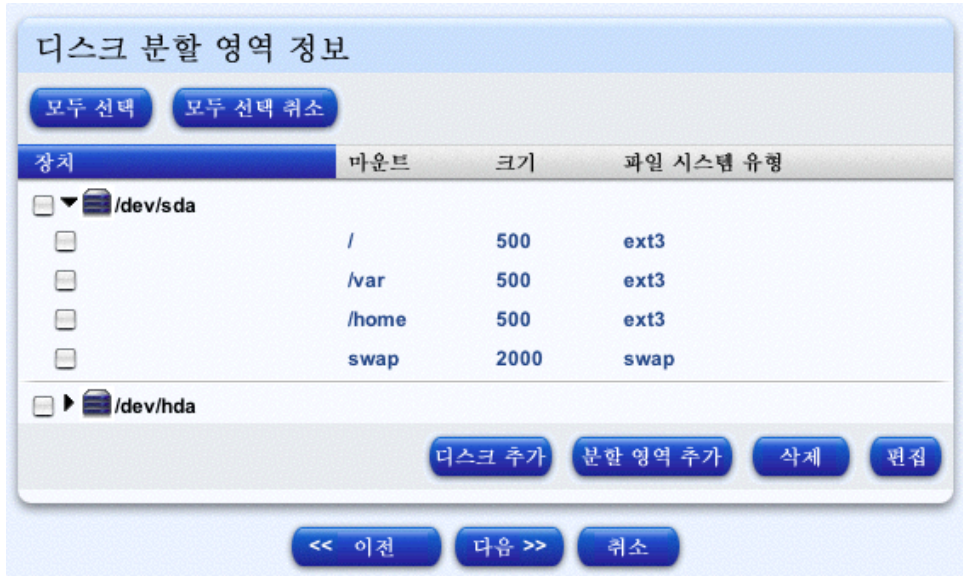 디스크 분할 영역 정보
모두 선택 모두 선택 취소
장치 마운트 크기 파일 시스템 유형
/dev/sda
/ 500 ext3
/var 500 ext3
/home 500 ext3
swap 2000 swap
/dev/hda
디스크 추가 분할 영역 추가 삭제 편집
<< 이전 다음 >> 취소